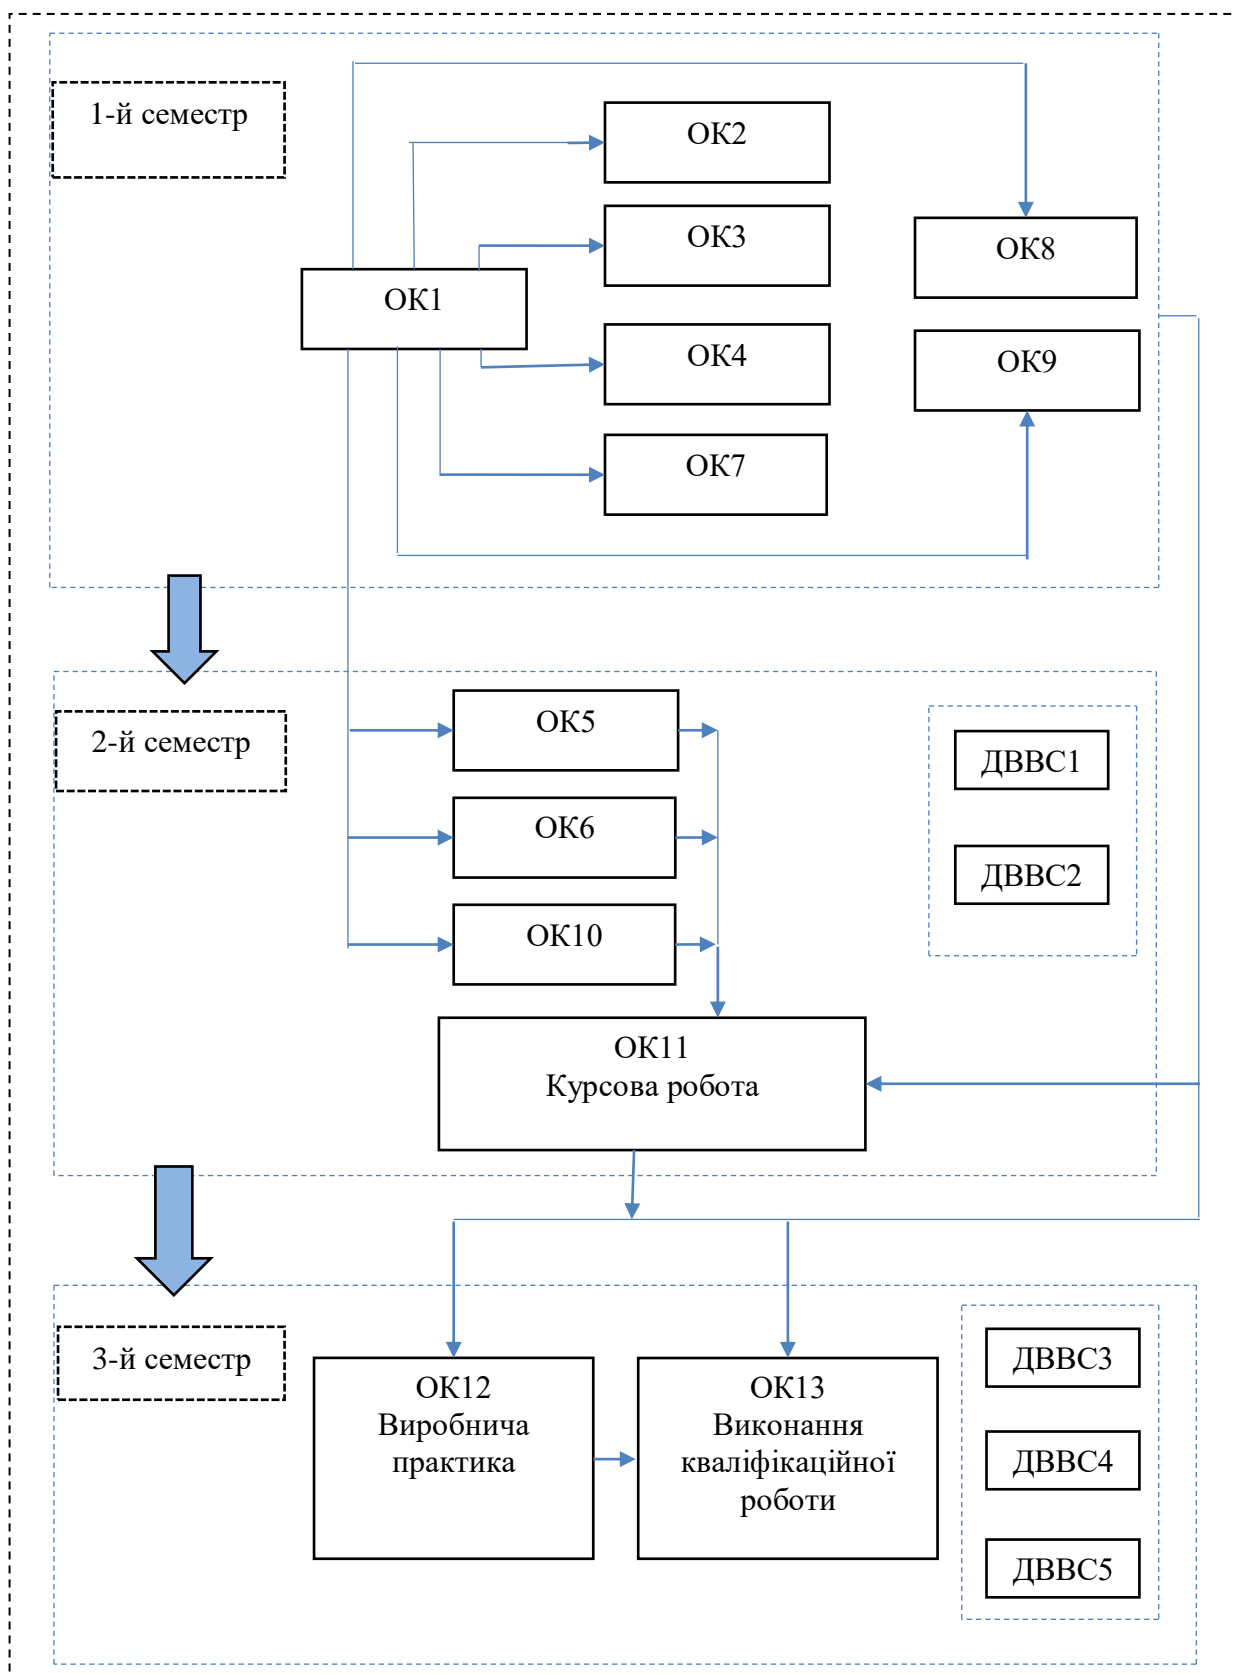 1-й семестр
ОК2
ОК3
ОК8
ОК1
ОК4
ОК9
ОК7
2-й семестр
ОК5
ДВВС1
ОК6
ДВВС2
ОК10
ОК11
Курсова робота
3-й семестр
ОК12
Виробнича
практика
ОК13
Виконання
кваліфікаційної
роботи
ДВВС3
ДВВС4
ДВВС5